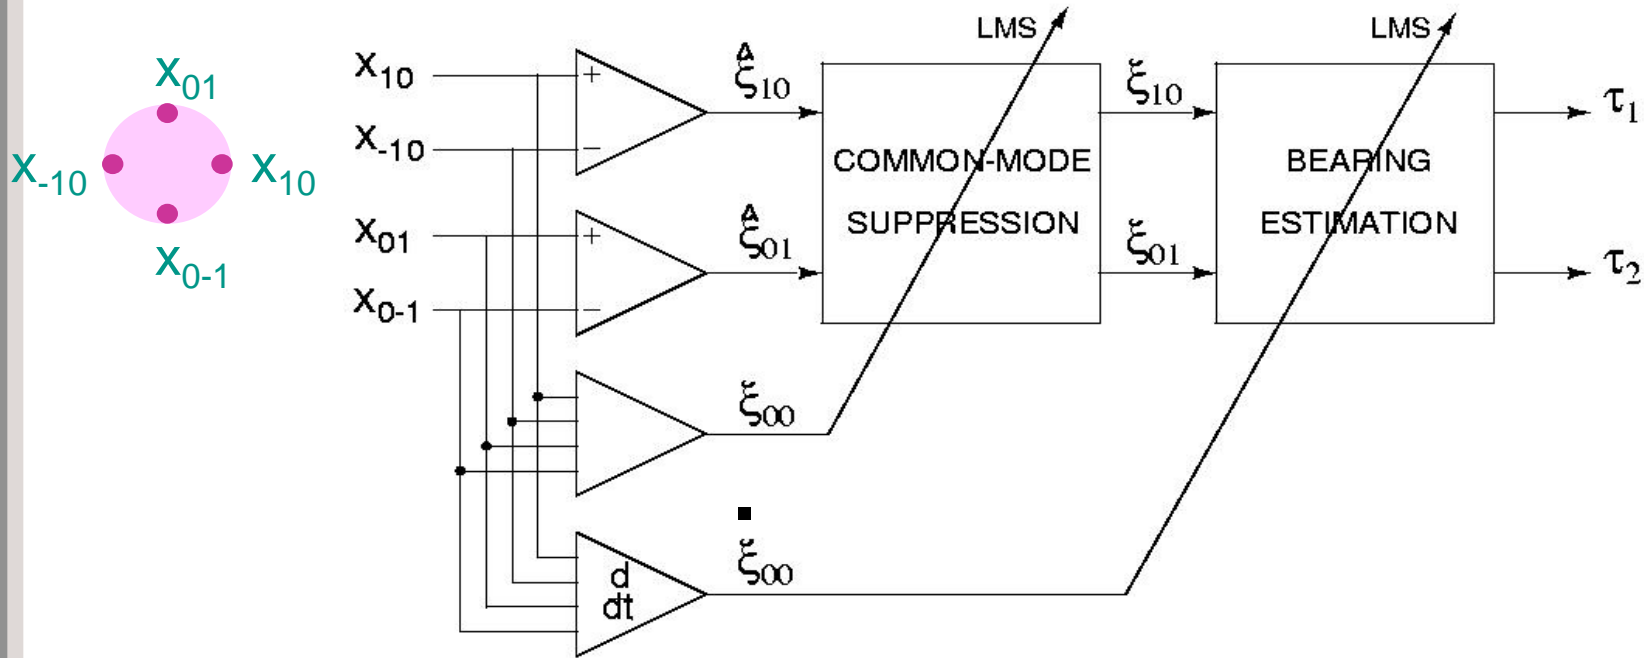 x₀₁
x₋₁₀
x₁₀
x₀₋₁
x₁₀
x₋₁₀
x₀₁
x₀₋₁
+
−
+
−
d
dt
ξ̂₁₀
ξ̂₀₁
ξ₀₀
ξ̇₀₀
LMS
COMMON-MODE
SUPPRESSION
ξ₁₀
ξ₀₁
LMS
BEARING
ESTIMATION
τ₁
τ₂